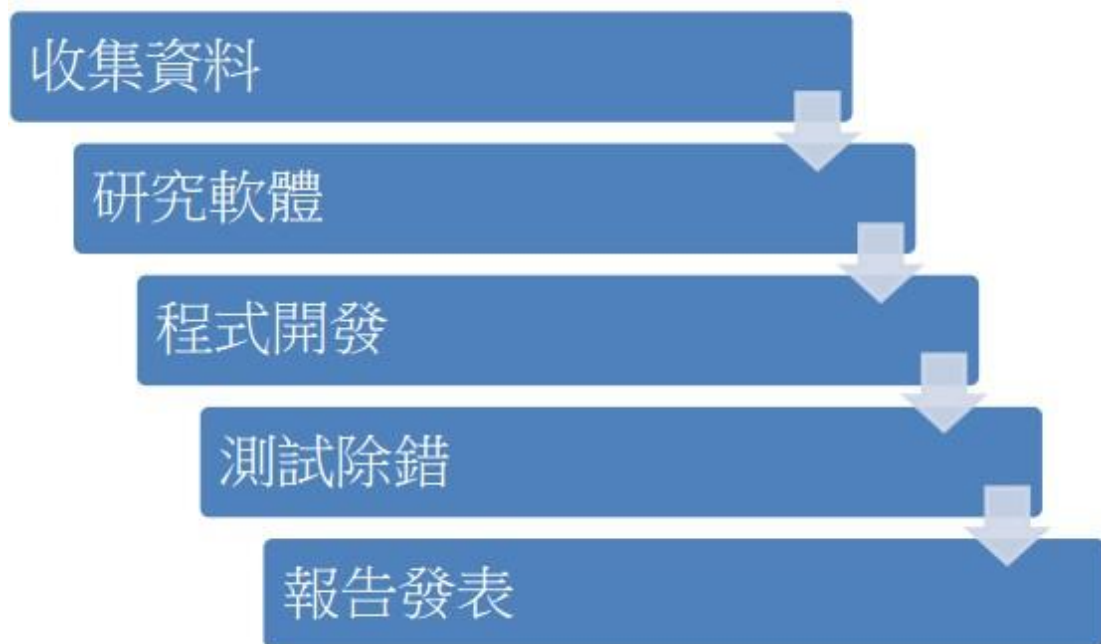 收集資料
研究軟體
程式開發
測試除錯
報告發表